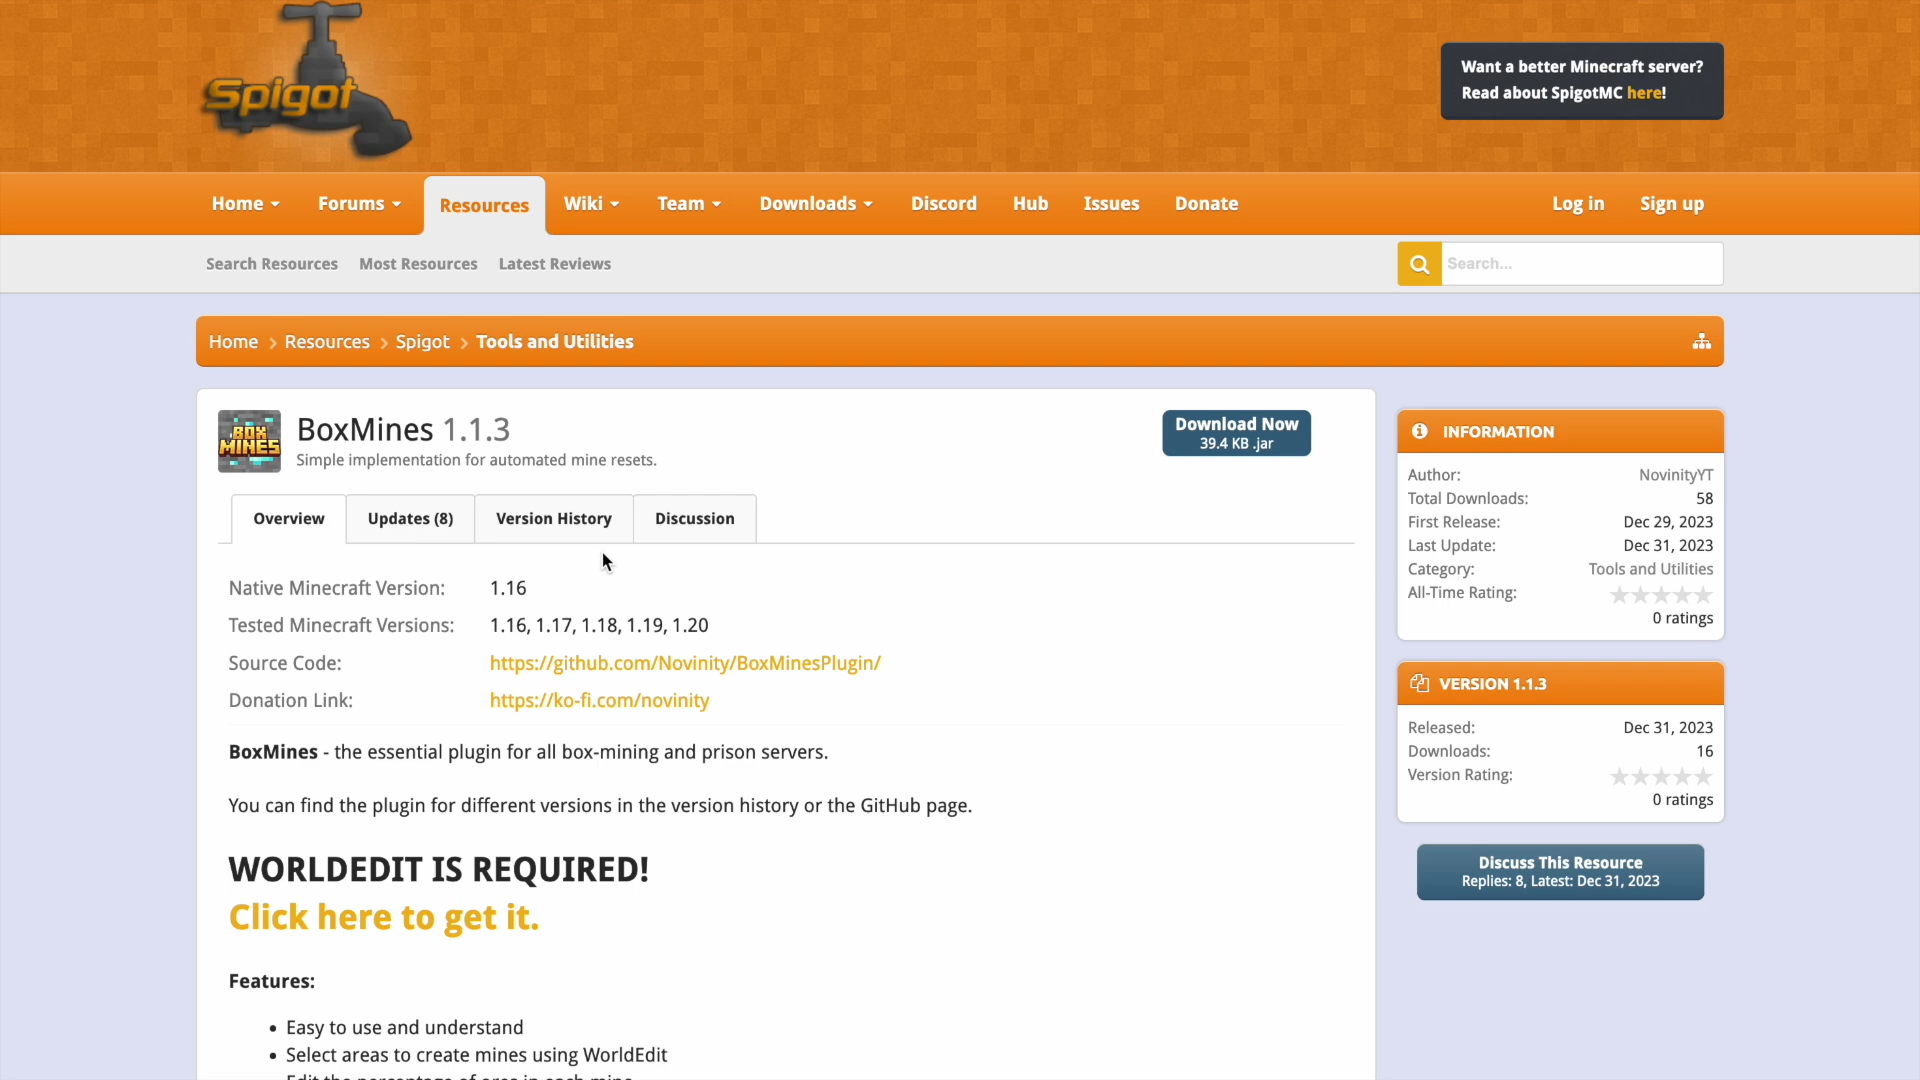 Spigot
Want a better Minecraft server?
Read about SpigotMC here!
Home
Forums
Resources
Wiki
Team
Downloads
Discord
Hub
Issues
Donate
Log in
Sign up
Search Resources
Most Resources
Latest Reviews
Search...
Home > Resources > Spigot > Tools and Utilities
BOX MINES
BoxMines 1.1.3
Simple implementation for automated mine resets.
Download Now
39.4 KB .jar
Overview
Updates (8)
Version History
Discussion
Native Minecraft Version: 1.16
Tested Minecraft Versions: 1.16, 1.17, 1.18, 1.19, 1.20
Source Code: https://github.com/Novinity/BoxMinesPlugin/
Donation Link: https://ko-fi.com/novinity
BoxMines - the essential plugin for all box-mining and prison servers.
You can find the plugin for different versions in the version history or the GitHub page.
WORLDEDIT IS REQUIRED!
Click here to get it.
Features:
• Easy to use and understand
• Select areas to create mines using WorldEdit
Edit the percentage of ores in each mine
INFORMATION
Author: NovinityYT
Total Downloads: 58
First Release: Dec 29, 2023
Last Update: Dec 31, 2023
Category: Tools and Utilities
All-Time Rating:
0 ratings
VERSION 1.1.3
Released: Dec 31, 2023
Downloads: 16
Version Rating:
0 ratings
Discuss This Resource
Replies: 8, Latest: Dec 31, 2023